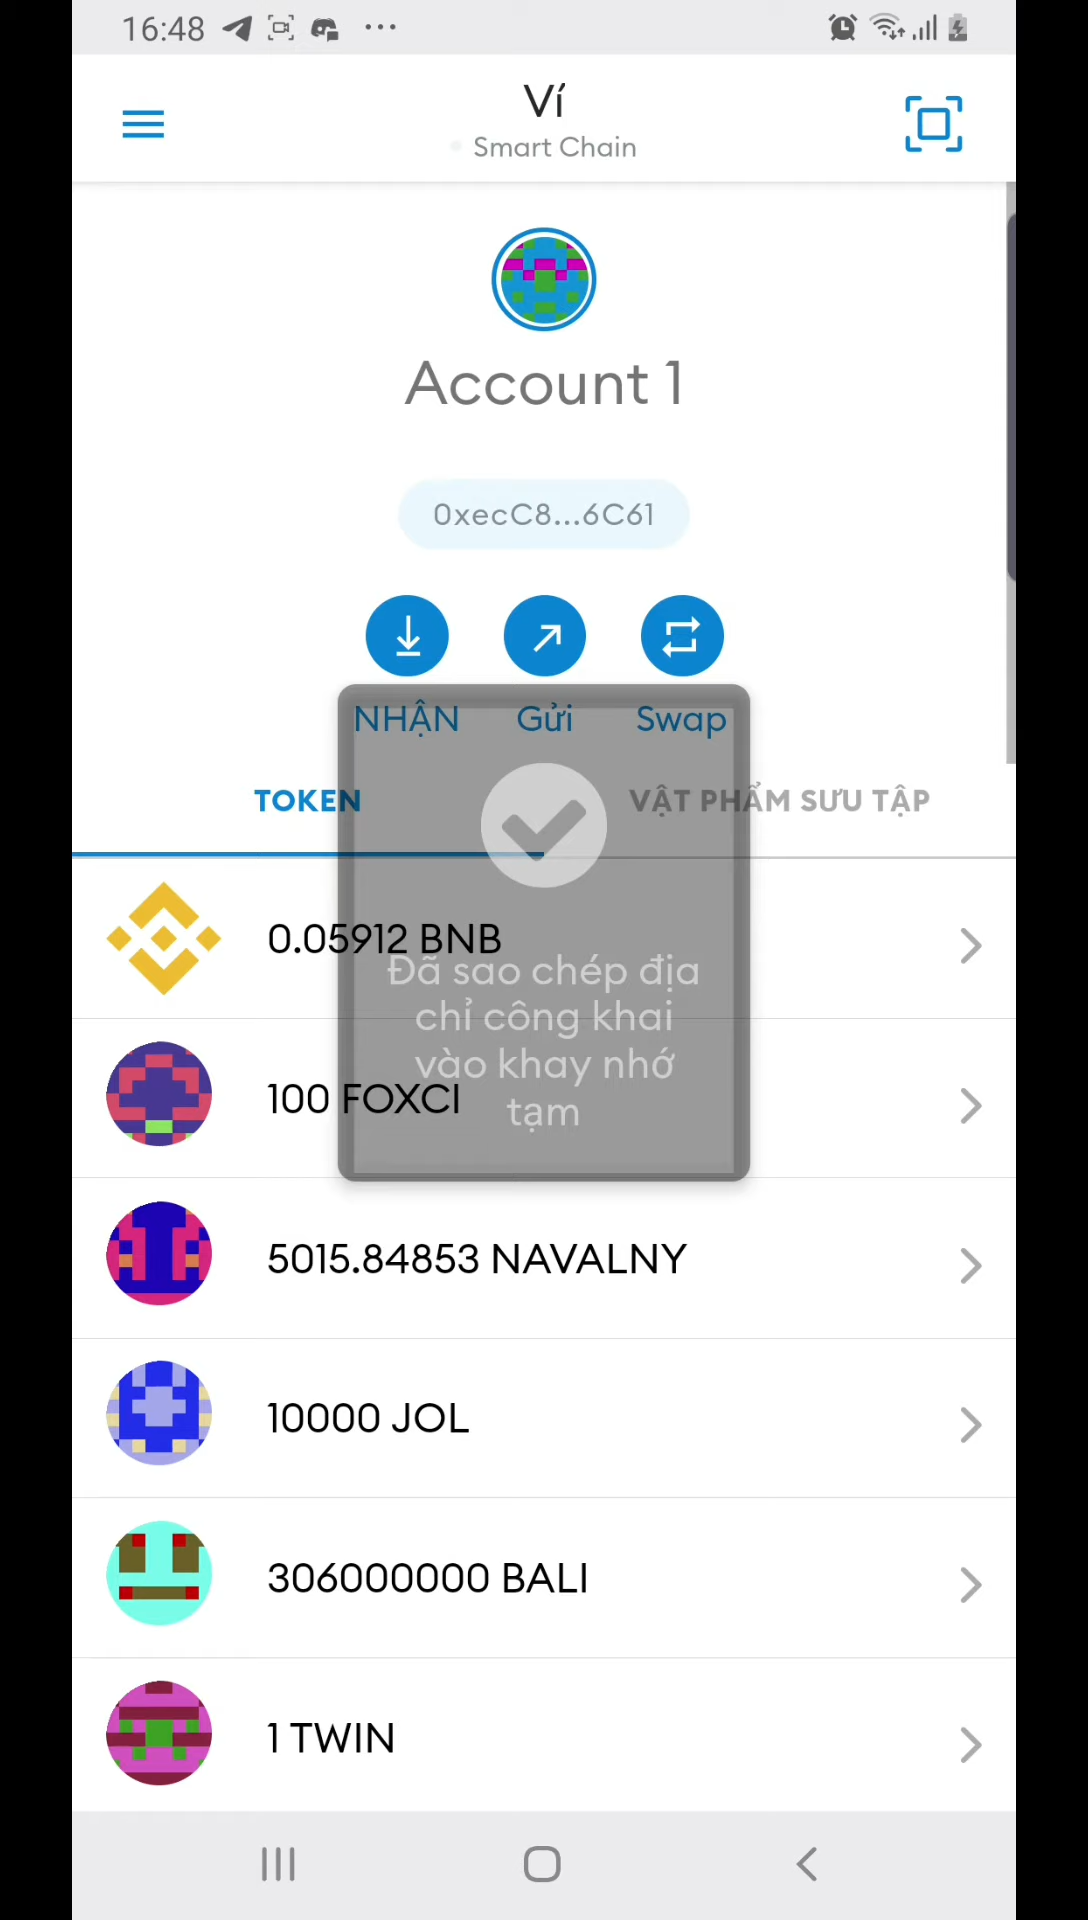 16:48
Ví
Smart Chain
Account 1
0xecC8...6C61
NHẬN Gửi Swap
TOKEN VẬT PHẨM SƯU TẬP
0.05912 BNB
Đã sao chép địa
chỉ công khai
vào khay nhớ
tạm
100 FOXCI
5015.84853 NAVALNY
10000 JOL
306000000 BALI
1 TWIN